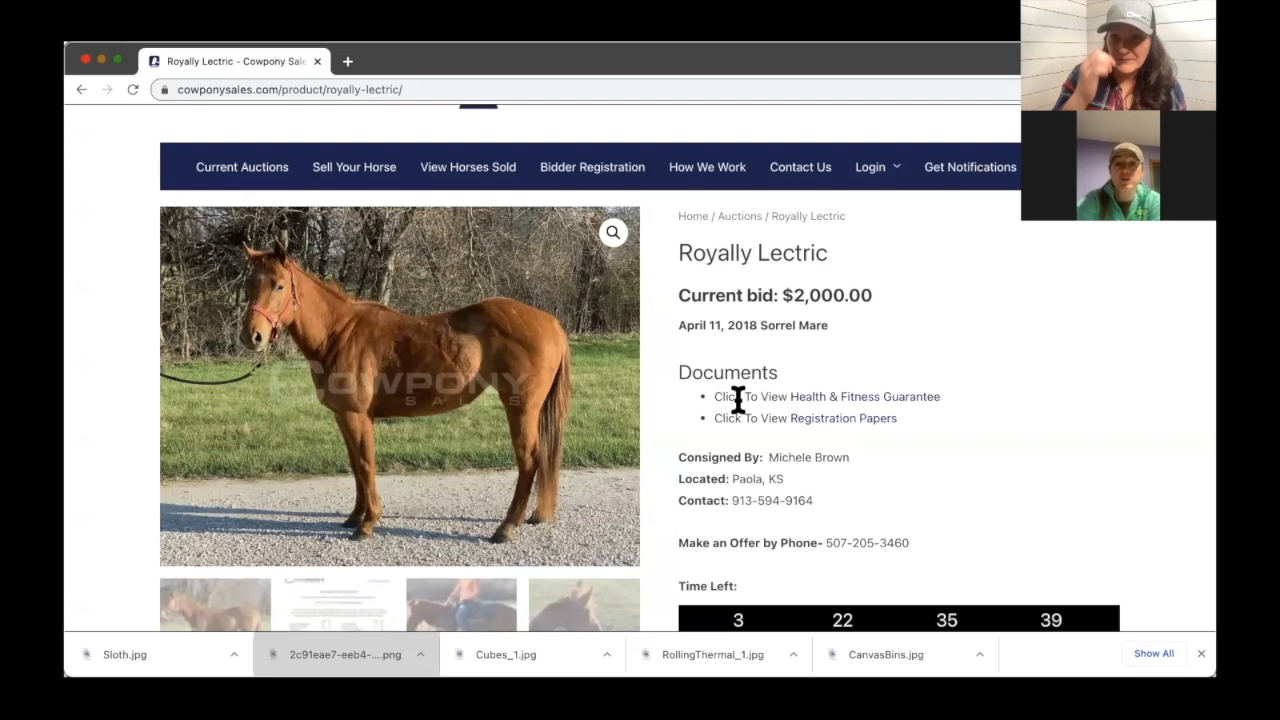 Royally Lectric - Cowpony Sale
cowponysales.com/product/royally-lectric/
Current Auctions Sell Your Horse View Horses Sold Bidder Registration How We Work Contact Us Login Get Notifications
Home / Auctions / Royally Lectric
Royally Lectric
Current bid: $2,000.00
April 11, 2018 Sorrel Mare
Documents
Click To View Health & Fitness Guarantee
Click To View Registration Papers
COWPONY
SALES
Consigned By: Michele Brown
Located: Paola, KS
Contact: 913-594-9164
Make an Offer by Phone- 507-205-3460
Time Left:
3 22 35 39
Sloth.jpg 2c91eae7-eeb4-....png Cubes_1.jpg RollingThermal_1.jpg CanvasBins.jpg Show All